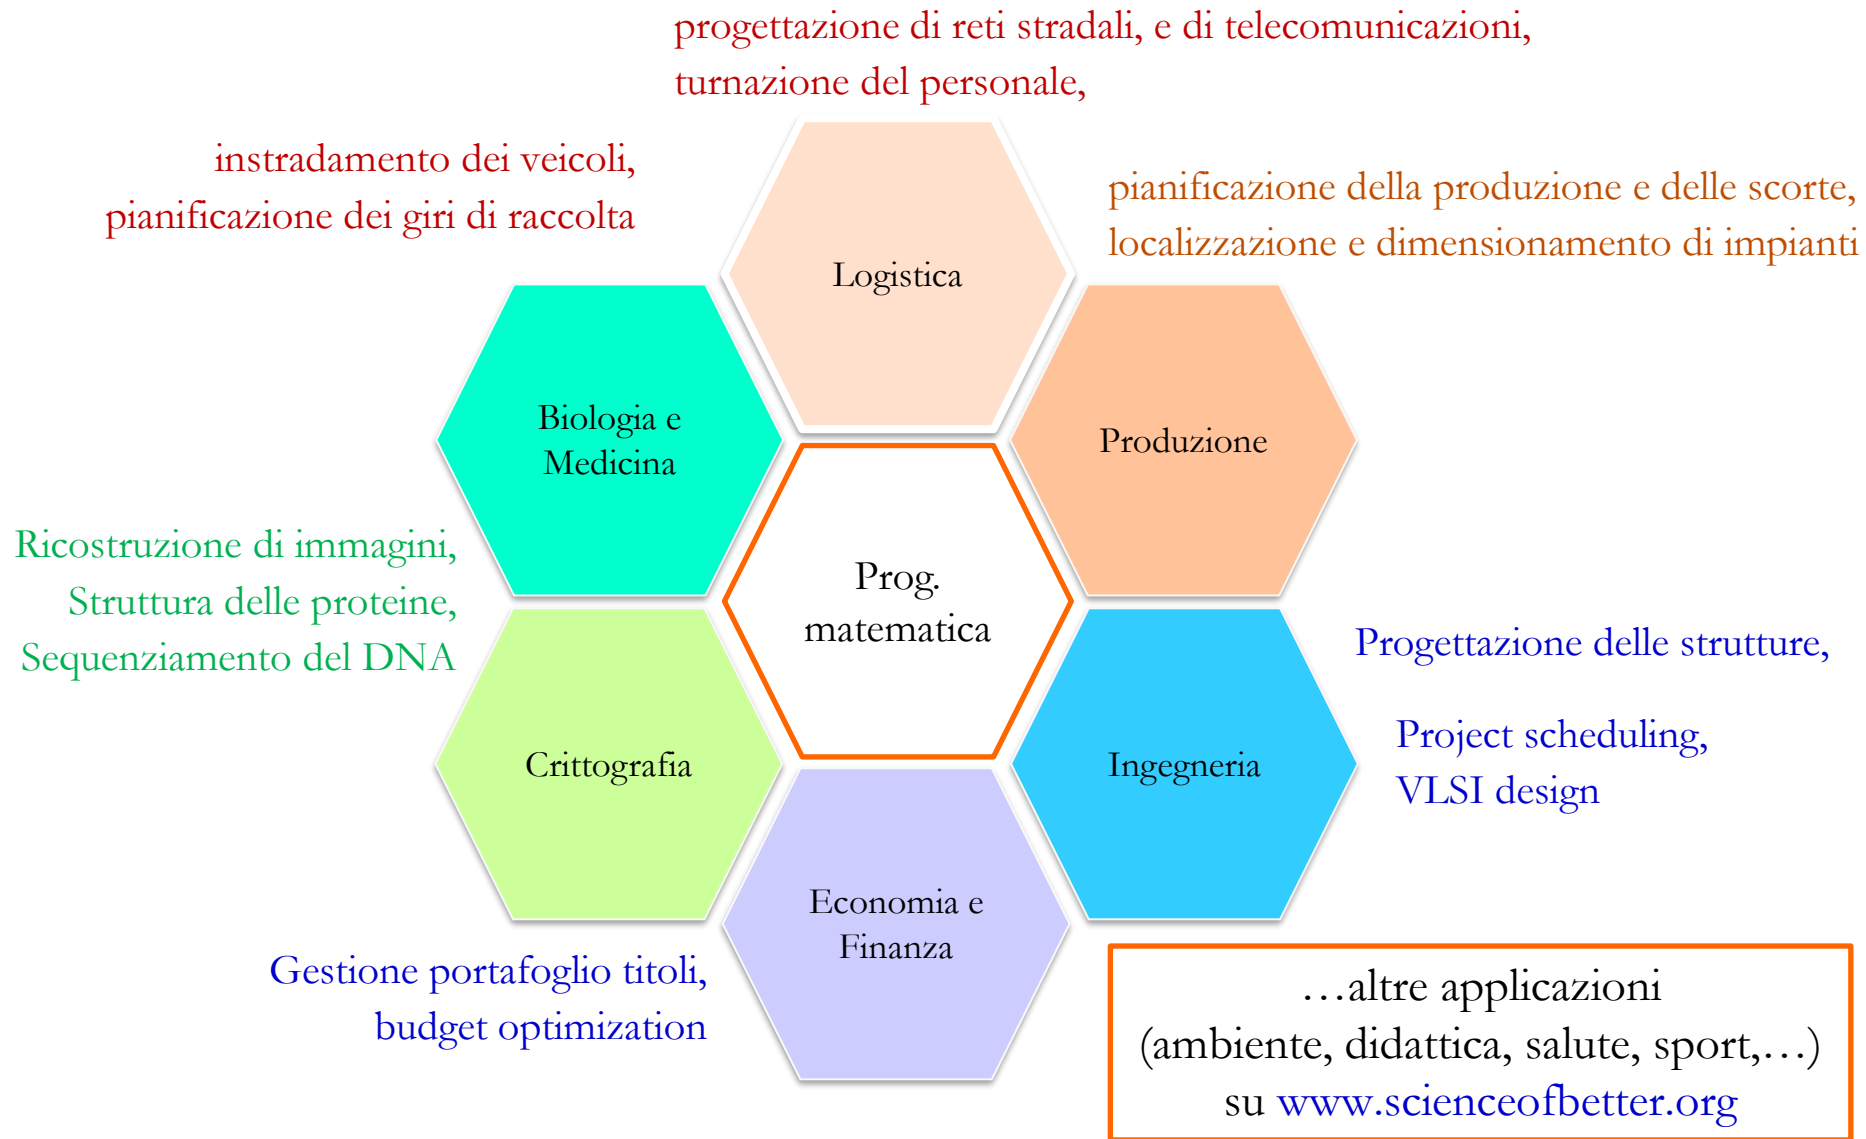 progettazione di reti stradali, e di telecomunicazioni,
turnazione del personale,
instradamento dei veicoli,
pianificazione dei giri di raccolta
pianificazione della produzione e delle scorte,
localizzazione e dimensionamento di impianti
Logistica
Biologia e
Medicina
Produzione
Ricostruzione di immagini,
Struttura delle proteine,
Sequenziamento del DNA
Prog.
matematica
Progettazione delle strutture,
Project scheduling,
VLSI design
Crittografia
Ingegneria
Economia e
Finanza
Gestione portafoglio titoli,
budget optimization
…altre applicazioni
(ambiente, didattica, salute, sport,…)
su www.scienceofbetter.org